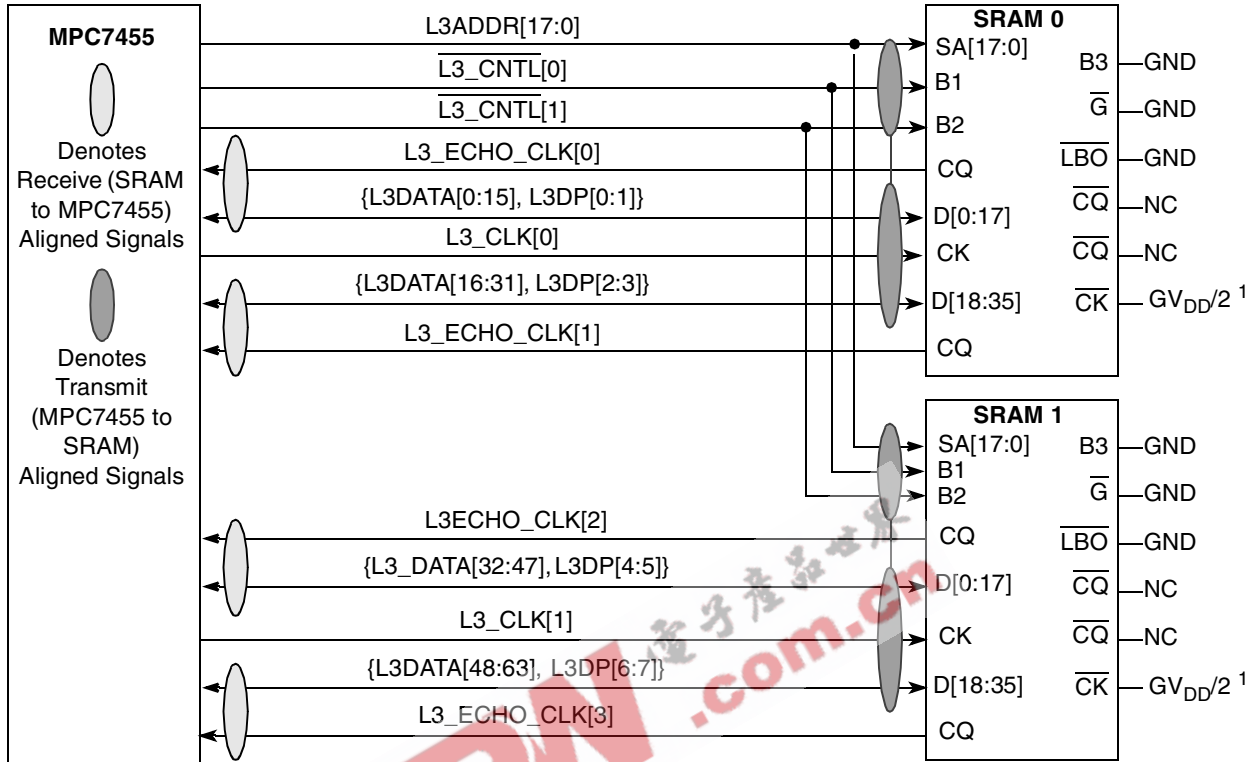 MPC7455
Denotes
Receive (SRAM
to MPC7455)
Aligned Signals
Denotes
Transmit
(MPC7455 to
SRAM)
Aligned Signals
L3ADDR[17:0]
L3_CNTL[0]
L3_CNTL[1]
L3_ECHO_CLK[0]
{L3DATA[0:15], L3DP[0:1]}
L3_CLK[0]
{L3DATA[16:31], L3DP[2:3]}
L3_ECHO_CLK[1]
SRAM 0
SA[17:0]
B1
B2
CQ
D[0:17]
CK
D[18:35]
CQ
B3 GND
G GND
LBO GND
CQ NC
CQ NC
CK GVDD/2 1
L3ECHO_CLK[2]
{L3_DATA[32:47], L3DP[4:5]}
L3_CLK[1]
{L3DATA[48:63], L3DP[6:7]}
L3_ECHO_CLK[3]
SRAM 1
SA[17:0]
B1
B2
CQ
D[0:17]
CK
D[18:35]
CQ
B3 GND
G GND
LBO GND
CQ NC
CQ NC
CK GVDD/2 1
電子產品世界
.com.cn